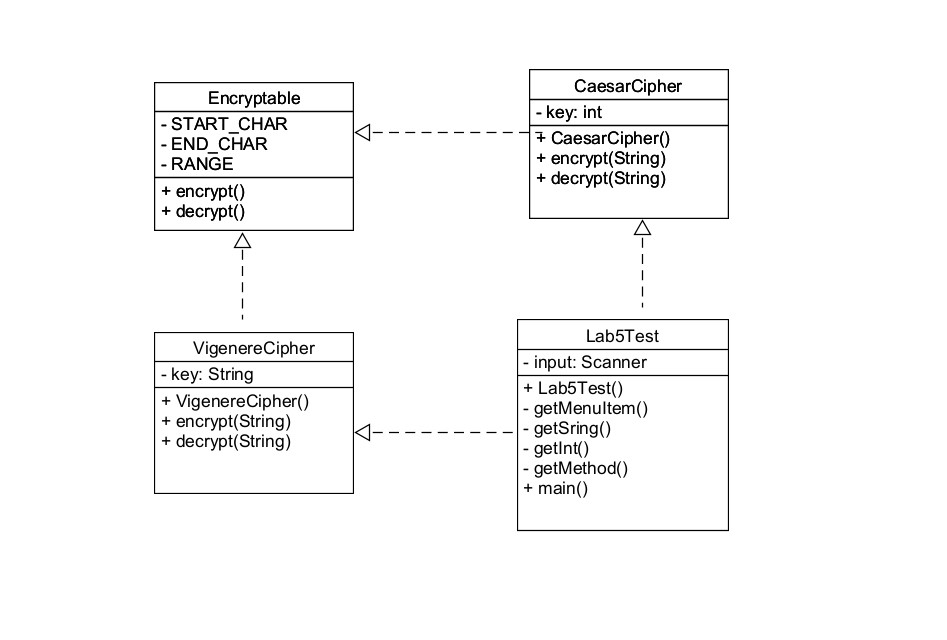 Encryptable
- START_CHAR
- END_CHAR
- RANGE
+ encrypt()
+ decrypt()
CaesarCipher
- key: int
+ CaesarCipher()
+ encrypt(String)
+ decrypt(String)
VigenereCipher
- key: String
+ VigenereCipher()
+ encrypt(String)
+ decrypt(String)
Lab5Test
- input: Scanner
+ Lab5Test()
- getMenuItem()
- getSring()
- getInt()
- getMethod()
+ main()